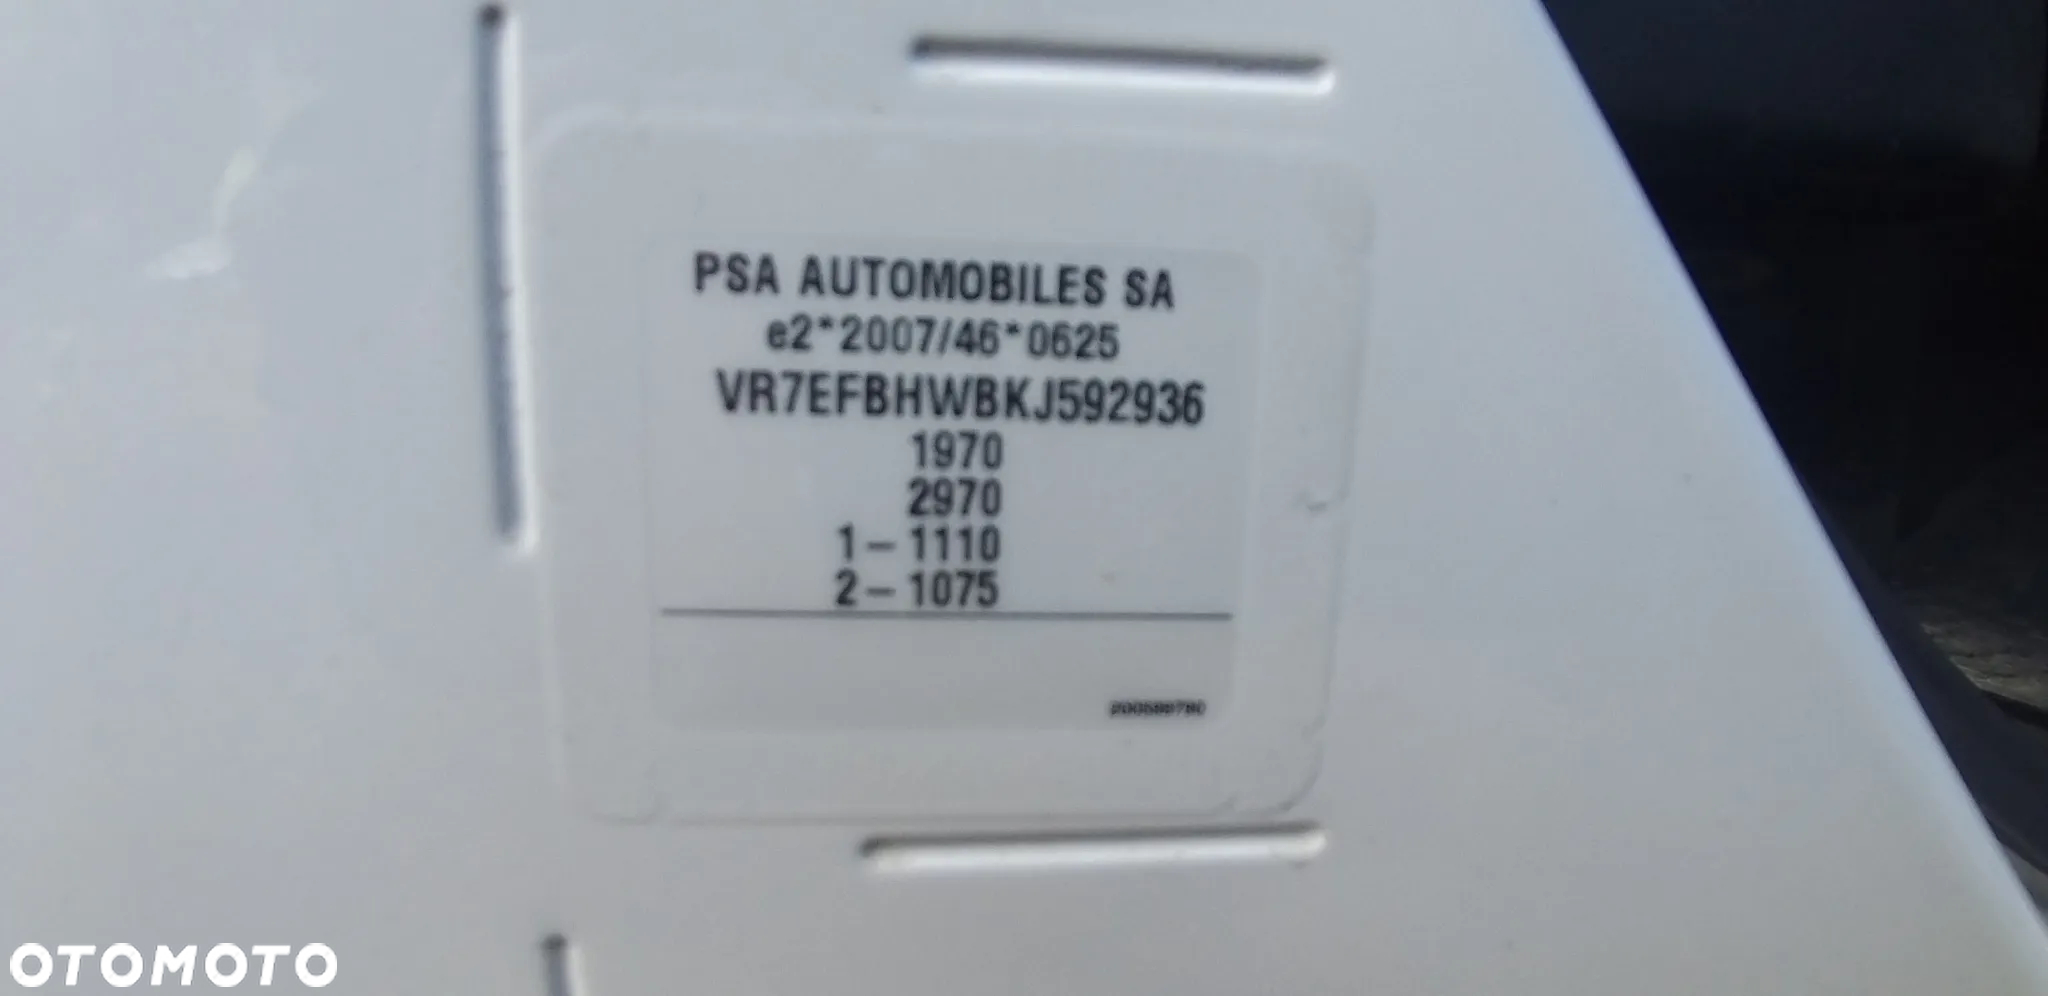 PSA AUTOMOBILES SA
e2*2007/46*0625
VR7EFBHWBKJ592936
1970
2970
1 – 1110
2 – 1075
OTOMOTO